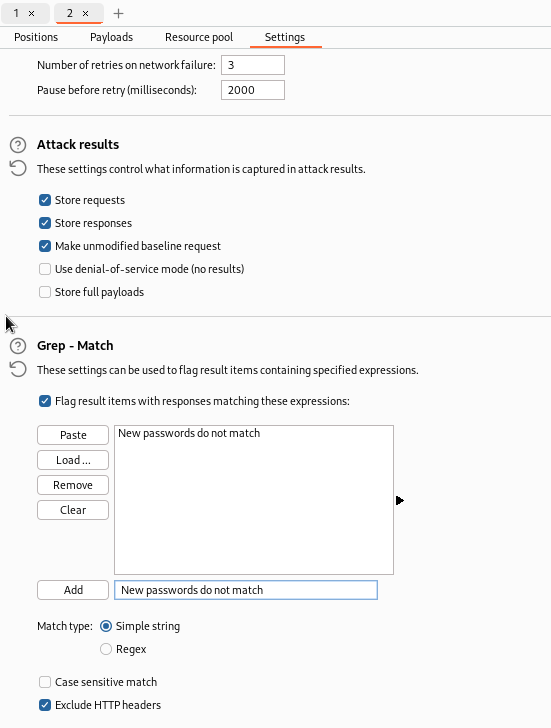 1 × 2 × +
Positions Payloads Resource pool Settings
Number of retries on network failure: 3
Pause before retry (milliseconds): 2000
? Attack results
These settings control what information is captured in attack results.
Store requests
Store responses
Make unmodified baseline request
Use denial-of-service mode (no results)
Store full payloads
? Grep - Match
These settings can be used to flag result items containing specified expressions.
Flag result items with responses matching these expressions:
Paste New passwords do not match
Load ...
Remove
Clear
Add New passwords do not match
Match type: Simple string
Regex
Case sensitive match
Exclude HTTP headers